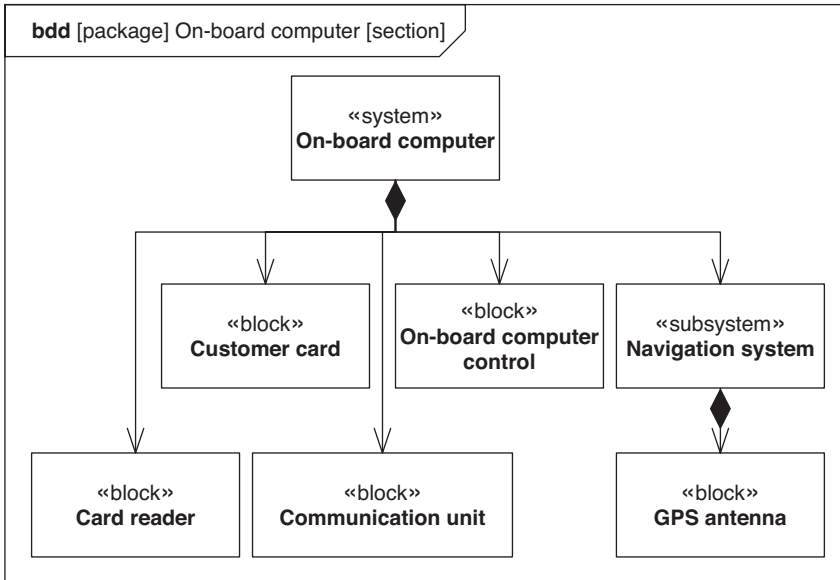 bdd [package] On-board computer [section]
«system»
On-board computer
«block»
Customer card
«block»
On-board computer
control
«subsystem»
Navigation system
«block»
Card reader
«block»
Communication unit
«block»
GPS antenna